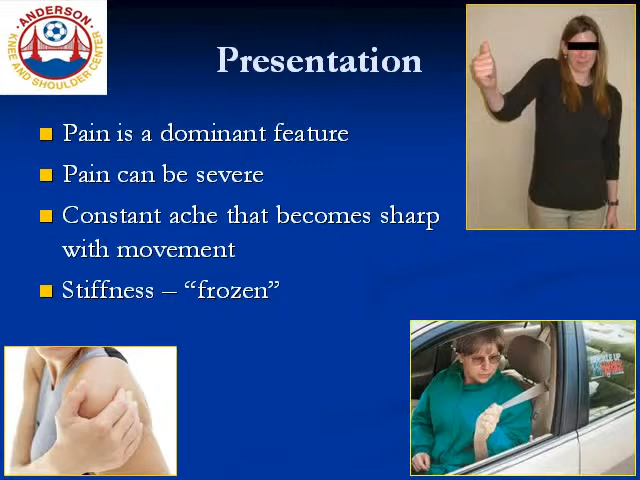 ANDERSON
KNEE AND SHOULDER CENTER
Presentation
Pain is a dominant feature
Pain can be severe
Constant ache that becomes sharp
with movement
Stiffness – “frozen”